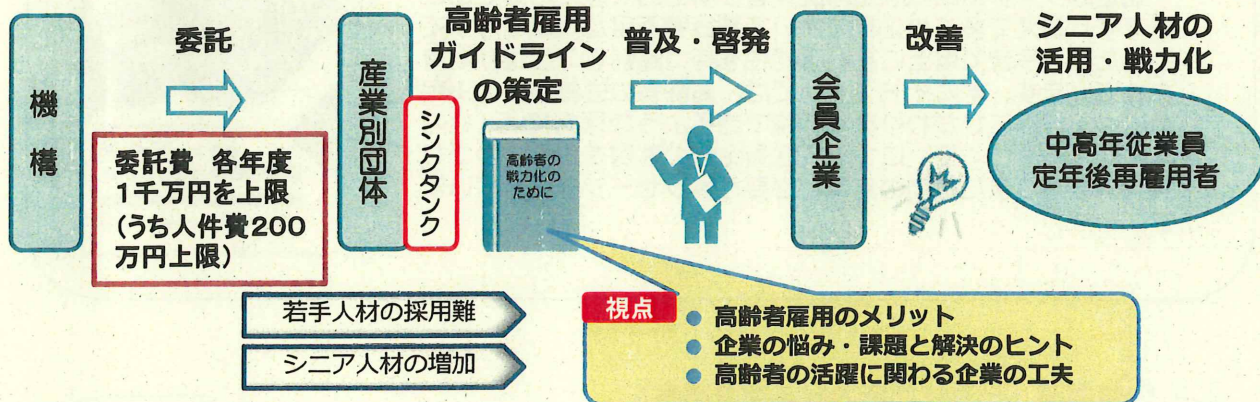 機構
委託
委託費 各年度
1千万円を上限
(うち人件費200
万円上限)
産業別団体
シンクタンク
高齢者雇用
ガイドライン
の策定
高齢者の
戦力化の
ために
普及・啓発
会員企業
改善
シニア人材の
活用・戦力化
中高年従業員
定年後再雇用者
若手人材の採用難
シニア人材の増加
視点
● 高齢者雇用のメリット
● 企業の悩み・課題と解決のヒント
● 高齢者の活躍に関わる企業の工夫